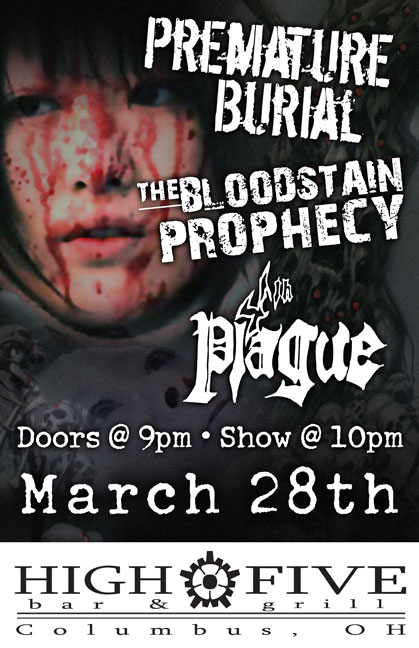 PREMATURE
BURIAL
THE BLOODSTAIN
PROPHECY
Plague
Doors @ 9pm • Show @ 10pm
March 28th
HIGH FIVE
bar & grill
Columbus, OH